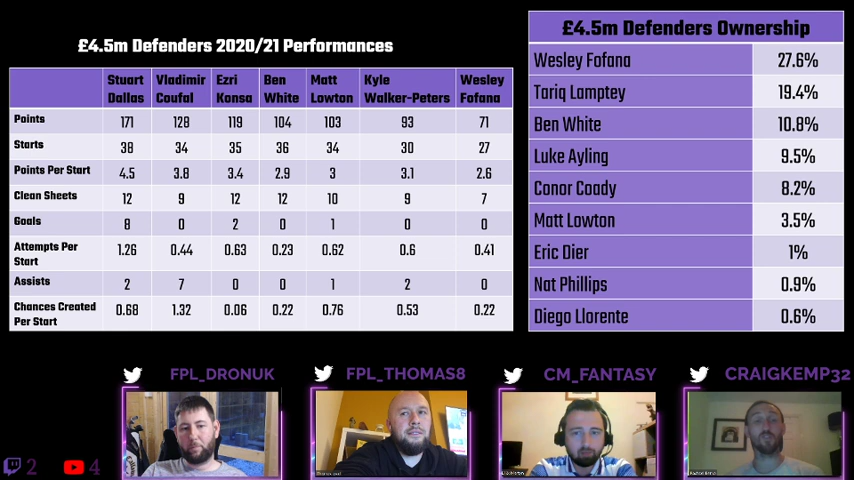 £4.5m Defenders 2020/21 Performances
Stuart Dallas Vladimir Coufal Ezri Konsa Ben White Matt Lowton Kyle Walker-Peters Wesley Fofana
Points 171 128 119 104 103 93 71
Starts 38 34 35 36 34 30 27
Points Per Start 4.5 3.8 3.4 2.9 3 3.1 2.6
Clean Sheets 12 9 12 12 10 9 7
Goals 8 0 2 0 1 0 0
Attempts Per Start 1.26 0.44 0.63 0.23 0.62 0.6 0.41
Assists 2 7 0 0 1 2 0
Chances Created Per Start 0.68 1.32 0.06 0.22 0.76 0.53 0.22
£4.5m Defenders Ownership
Wesley Fofana 27.6%
Tariq Lamptey 19.4%
Ben White 10.8%
Luke Ayling 9.5%
Conor Coady 8.2%
Matt Lowton 3.5%
Eric Dier 1%
Nat Phillips 0.9%
Diego Llorente 0.6%
FPL_DRONUK
FPL_THOMAS8
CM_FANTASY
CRAIGKEMP32
2
4